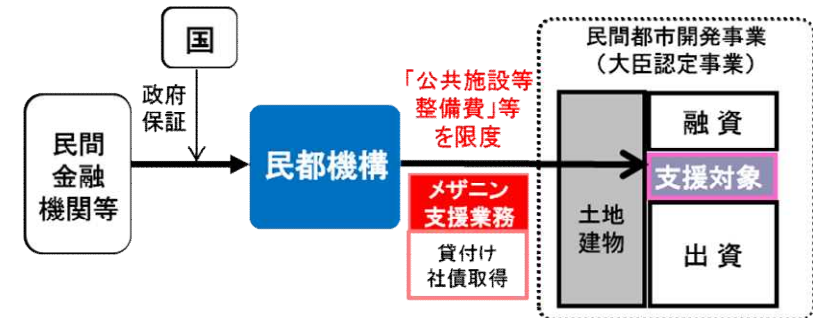 国
政府
保証
民間
金融
機関等
民都機構
「公共施設等
整備費」等
を限度
メザニン
支援業務
貸付け
社債取得
民間都市開発事業
（大臣認定事業）
土地
建物
融資
支援対象
出資